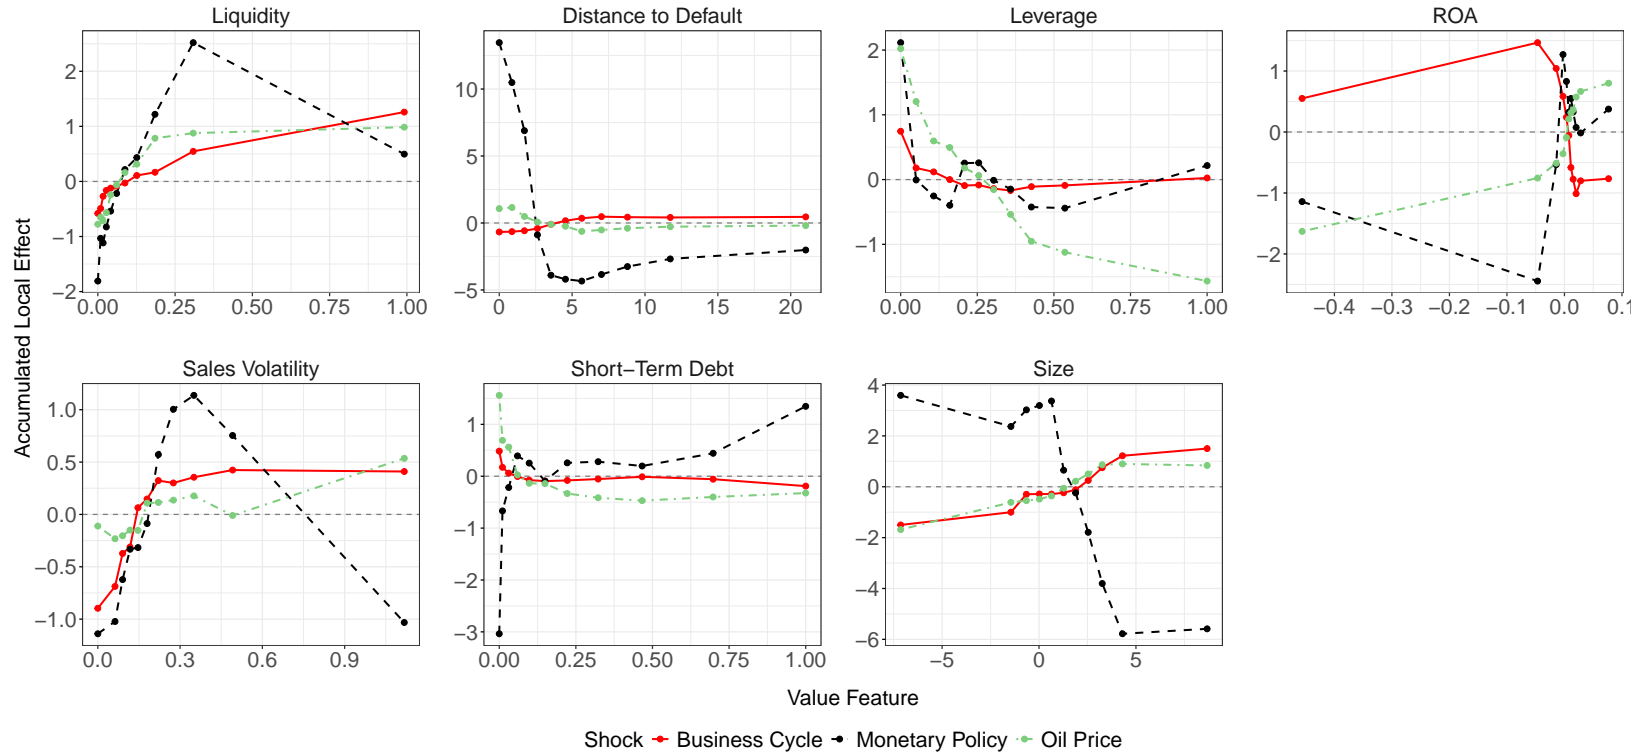 Liquidity
Distance to Default
Leverage
ROA
2
1
0
−1
−2
0.00 0.25 0.50 0.75 1.00
10
5
0
−5
0 5 10 15 20
2
1
0
−1
0.00 0.25 0.50 0.75 1.00
1
0
−1
−2
−0.4 −0.3 −0.2 −0.1 0.0 0.1
Accumulated Local Effect
Sales Volatility
Short−Term Debt
Size
1.0
0.5
0.0
−0.5
−1.0
0.0 0.3 0.6 0.9
1
0
−1
−2
−3
0.00 0.25 0.50 0.75 1.00
4
2
0
−2
−4
−6
−5 0 5
Value Feature
Shock Business Cycle Monetary Policy Oil Price